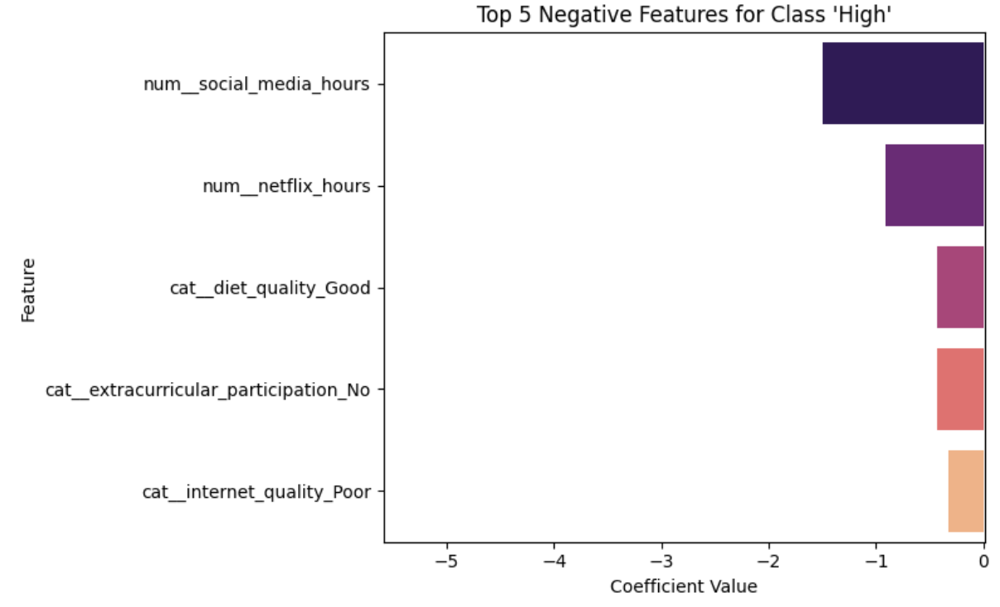 Top 5 Negative Features for Class 'High'
num__social_media_hours
num__netflix_hours
cat__diet_quality_Good
cat__extracurricular_participation_No
cat__internet_quality_Poor
Feature
−5 −4 −3 −2 −1 0
Coefficient Value